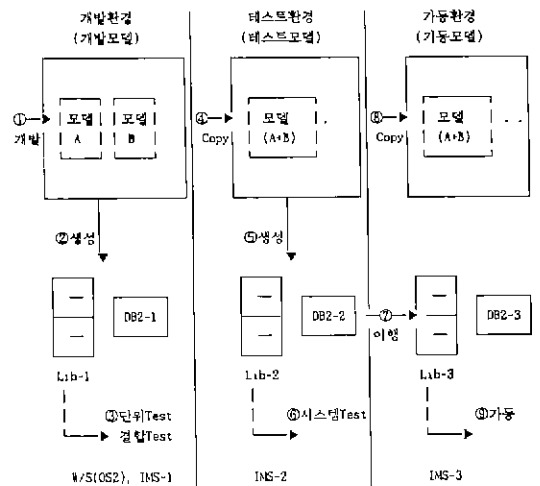 개발환경
(개발모델)
테스트환경
(테스트모델)
가동환경
(가동모델)
①
개발
모델
A
모델
B
④
Copy
모델
(A+B)
⑧
Copy
모델
(A+B)
②생성
⑤생성
DB2-1
DB2-2
⑦
이행
DB2-3
Lib-1
Lib-2
Lib-3
③단위Test
결합Test
⑥시스템Test
⑨가동
W/S(OS2), IMS-1
IMS-2
IMS-3